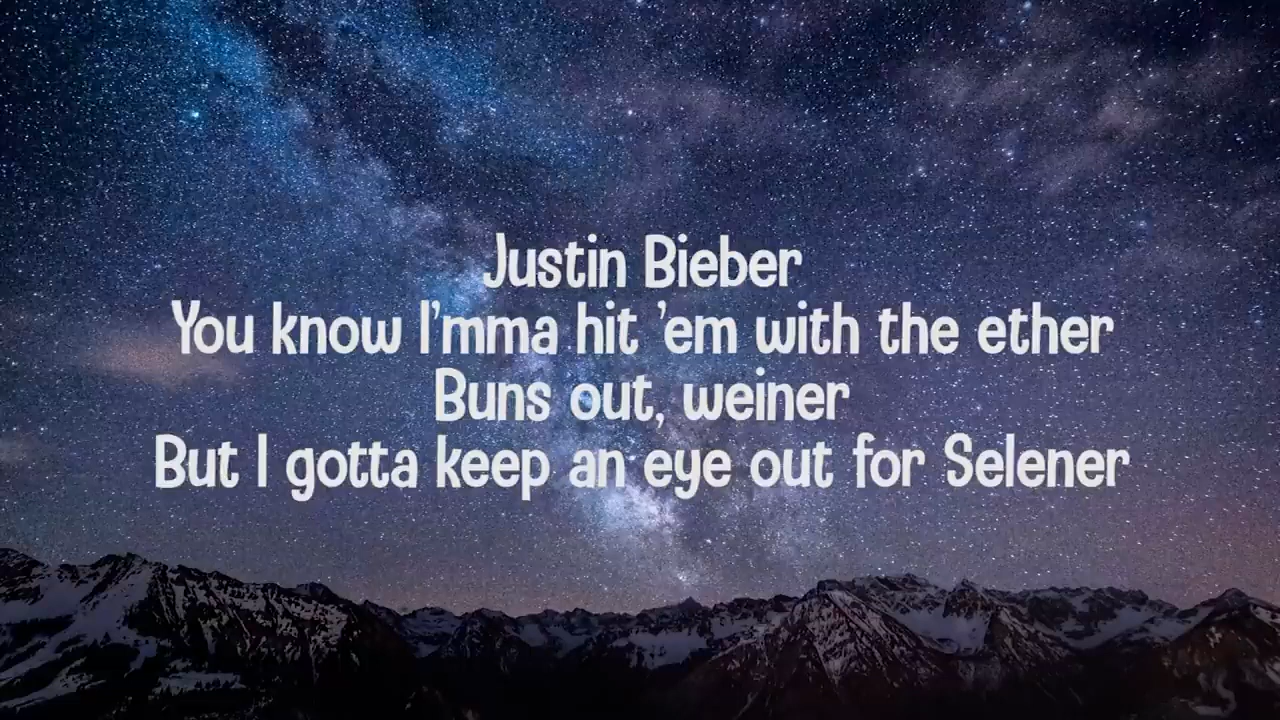 Justin Bieber
You know I'mma hit 'em with the ether
Buns out, weiner
But I gotta keep an eye out for Selener